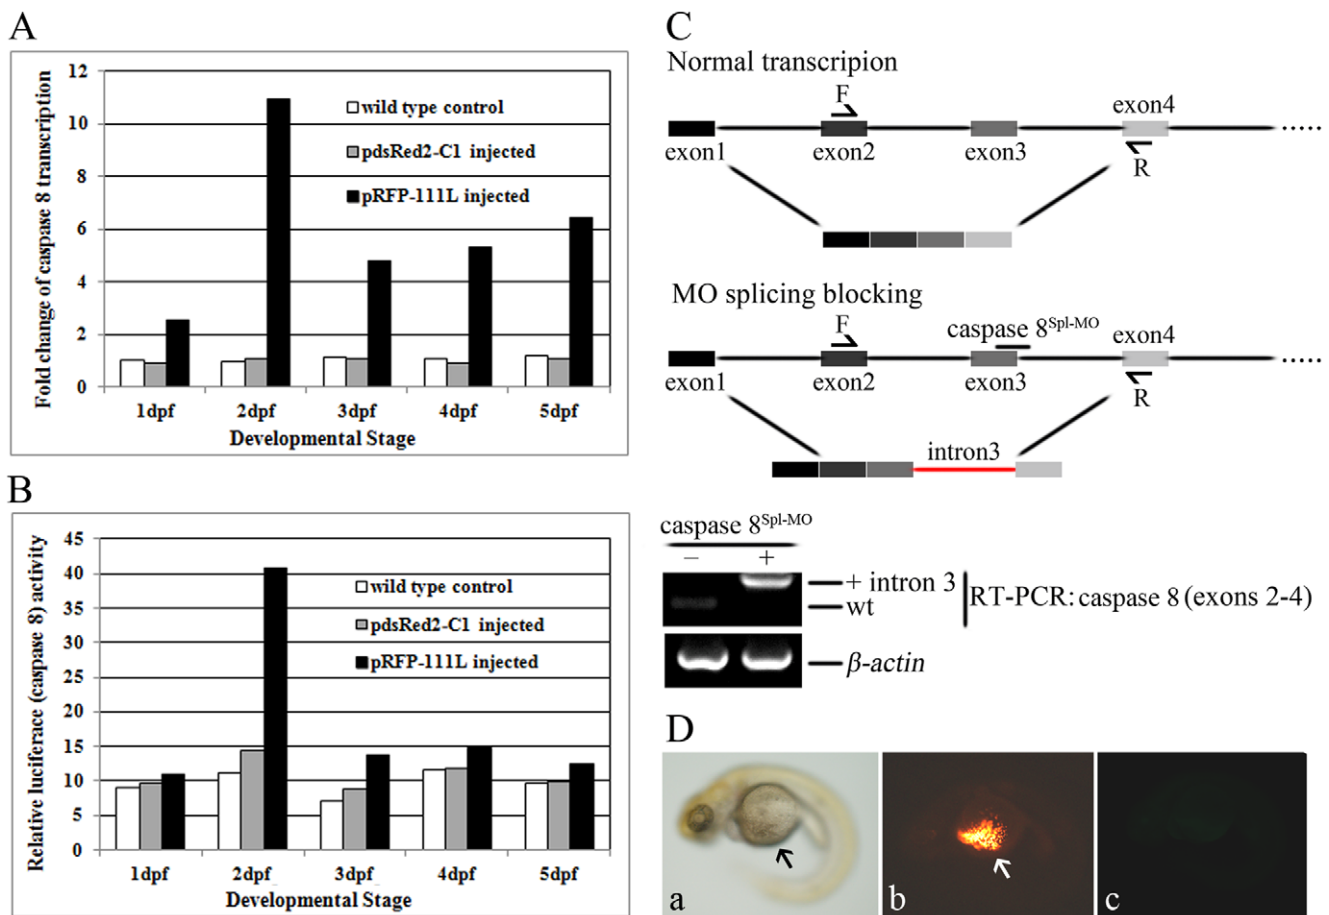 A
Fold change of caspase 8 transcription
12
10
8
6
4
2
0
wild type control
pdsRed2-C1 injected
pRFP-111L injected
1dpf 2dpf 3dpf 4dpf 5dpf
Developmental Stage
B
Relative luciferace (caspase 8) activity
45
40
35
30
25
20
15
10
5
0
wild type control
pdsRed2-C1 injected
pRFP-111L injected
1dpf 2dpf 3dpf 4dpf 5dpf
Developmental Stage
C
Normal transcripion
F
exon4
exon1 exon2 exon3
R
MO splicing blocking
F
caspase 8Spl-MO
exon4
exon1 exon2 exon3
R
intron3
caspase 8Spl-MO
– +
+ intron 3
wt
RT-PCR: caspase 8 (exons 2-4)
β-actin
D
a b c